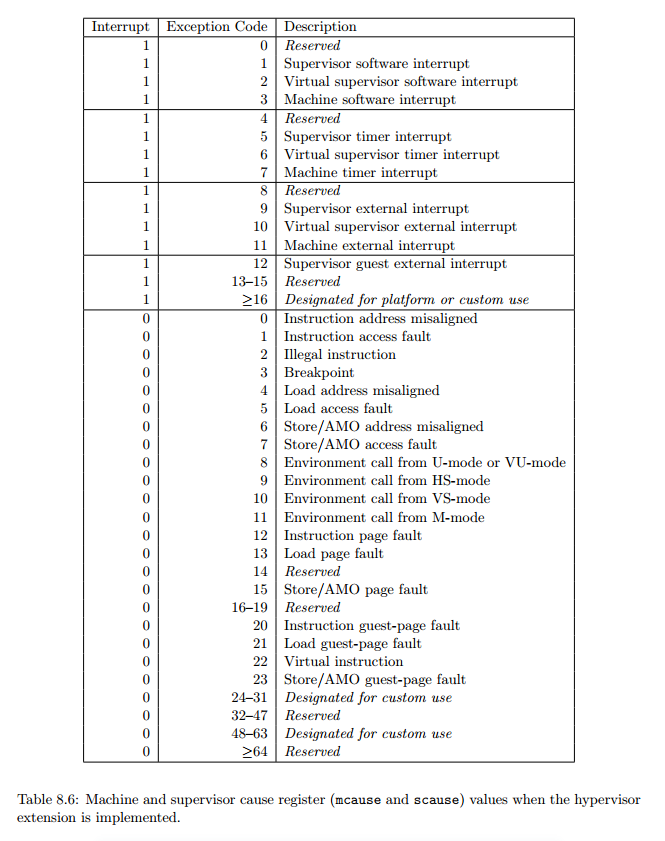 Interrupt Exception Code Description
1 0 Reserved
1 1 Supervisor software interrupt
1 2 Virtual supervisor software interrupt
1 3 Machine software interrupt
1 4 Reserved
1 5 Supervisor timer interrupt
1 6 Virtual supervisor timer interrupt
1 7 Machine timer interrupt
1 8 Reserved
1 9 Supervisor external interrupt
1 10 Virtual supervisor external interrupt
1 11 Machine external interrupt
1 12 Supervisor guest external interrupt
1 13–15 Reserved
1 ≥16 Designated for platform or custom use
0 0 Instruction address misaligned
0 1 Instruction access fault
0 2 Illegal instruction
0 3 Breakpoint
0 4 Load address misaligned
0 5 Load access fault
0 6 Store/AMO address misaligned
0 7 Store/AMO access fault
0 8 Environment call from U-mode or VU-mode
0 9 Environment call from HS-mode
0 10 Environment call from VS-mode
0 11 Environment call from M-mode
0 12 Instruction page fault
0 13 Load page fault
0 14 Reserved
0 15 Store/AMO page fault
0 16–19 Reserved
0 20 Instruction guest-page fault
0 21 Load guest-page fault
0 22 Virtual instruction
0 23 Store/AMO guest-page fault
0 24–31 Designated for custom use
0 32–47 Reserved
0 48–63 Designated for custom use
0 ≥64 Reserved
Table 8.6: Machine and supervisor cause register (mcause and scause) values when the hypervisor
extension is implemented.